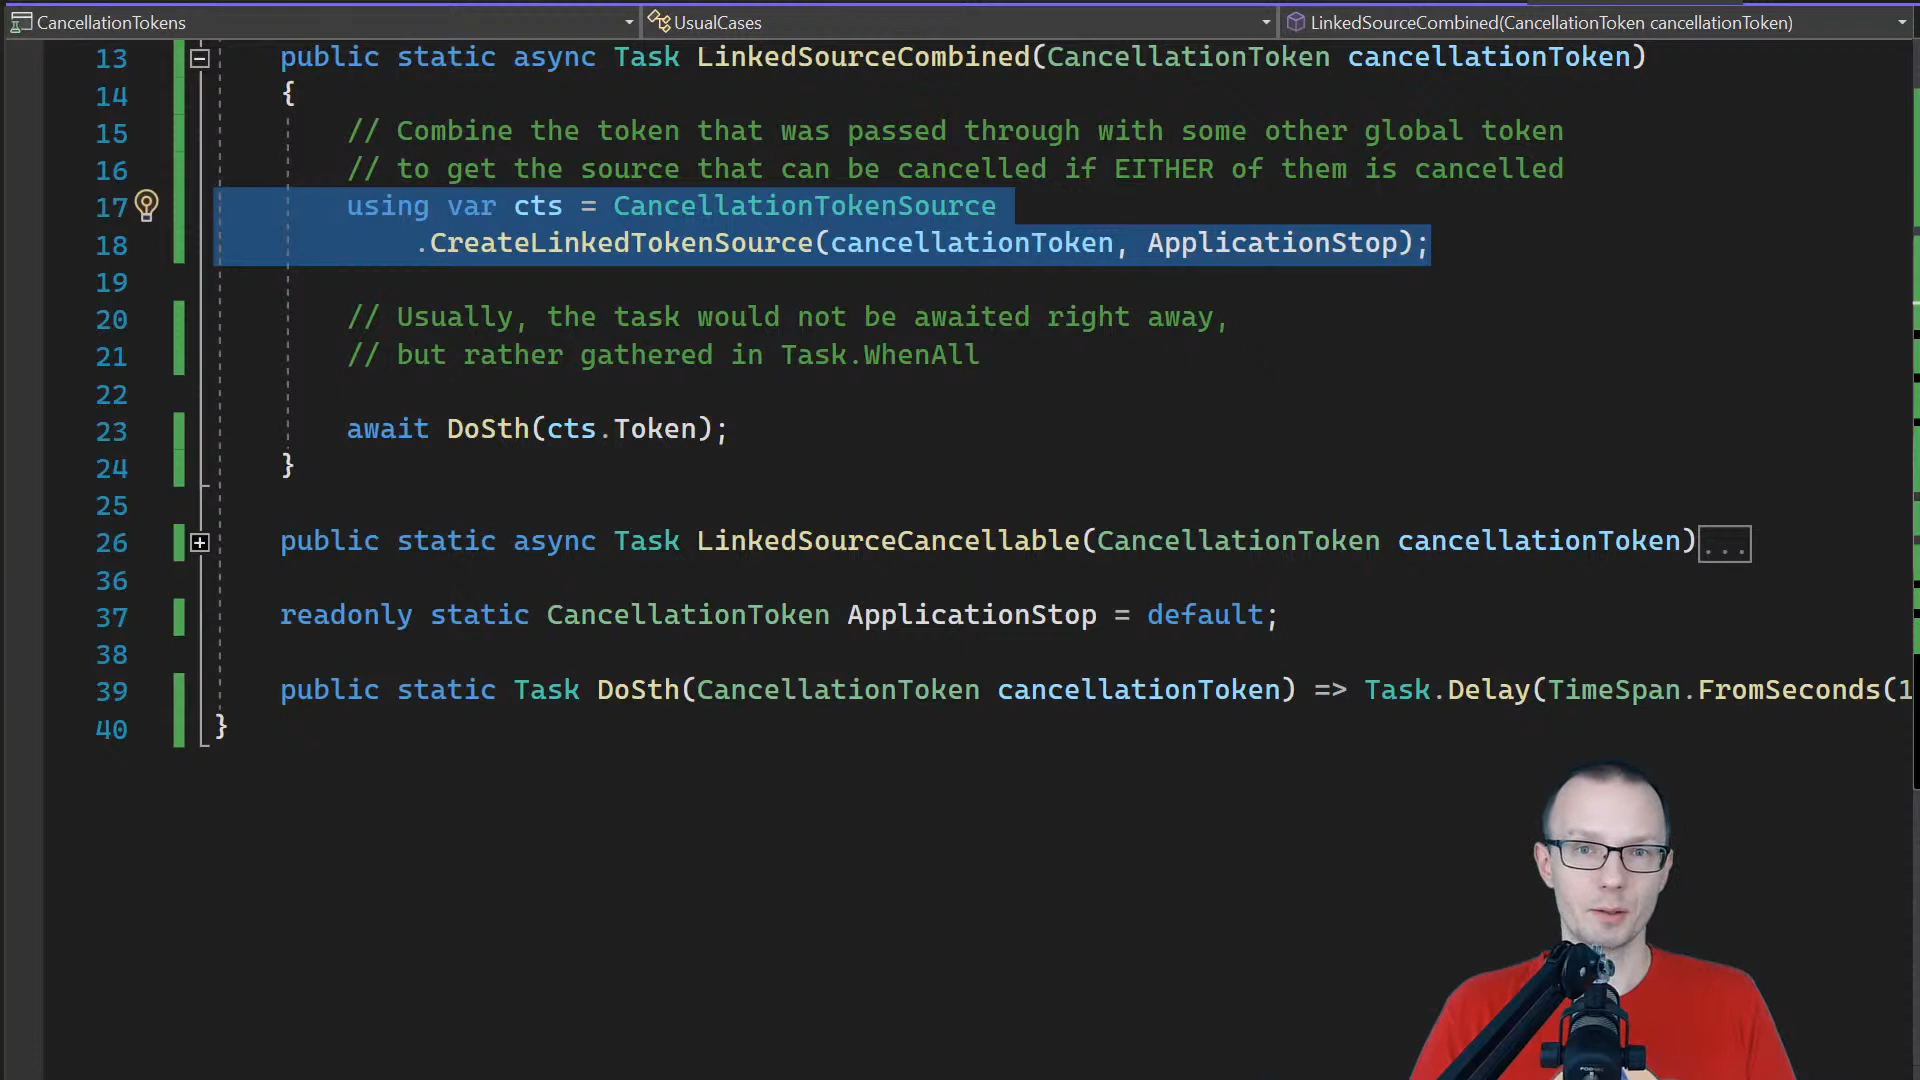 CancellationTokens UsualCases LinkedSourceCombined(CancellationToken cancellationToken)
13 public static async Task LinkedSourceCombined(CancellationToken cancellationToken)
14 {
15 // Combine the token that was passed through with some other global token
16 // to get the source that can be cancelled if EITHER of them is cancelled
17 using var cts = CancellationTokenSource
18 .CreateLinkedTokenSource(cancellationToken, ApplicationStop);
19
20 // Usually, the task would not be awaited right away,
21 // but rather gathered in Task.WhenAll
22
23 await DoSth(cts.Token);
24 }
25
26 public static async Task LinkedSourceCancellable(CancellationToken cancellationToken)...
36
37 readonly static CancellationToken ApplicationStop = default;
38
39 public static Task DoSth(CancellationToken cancellationToken) => Task.Delay(TimeSpan.FromSeconds(1
40 }